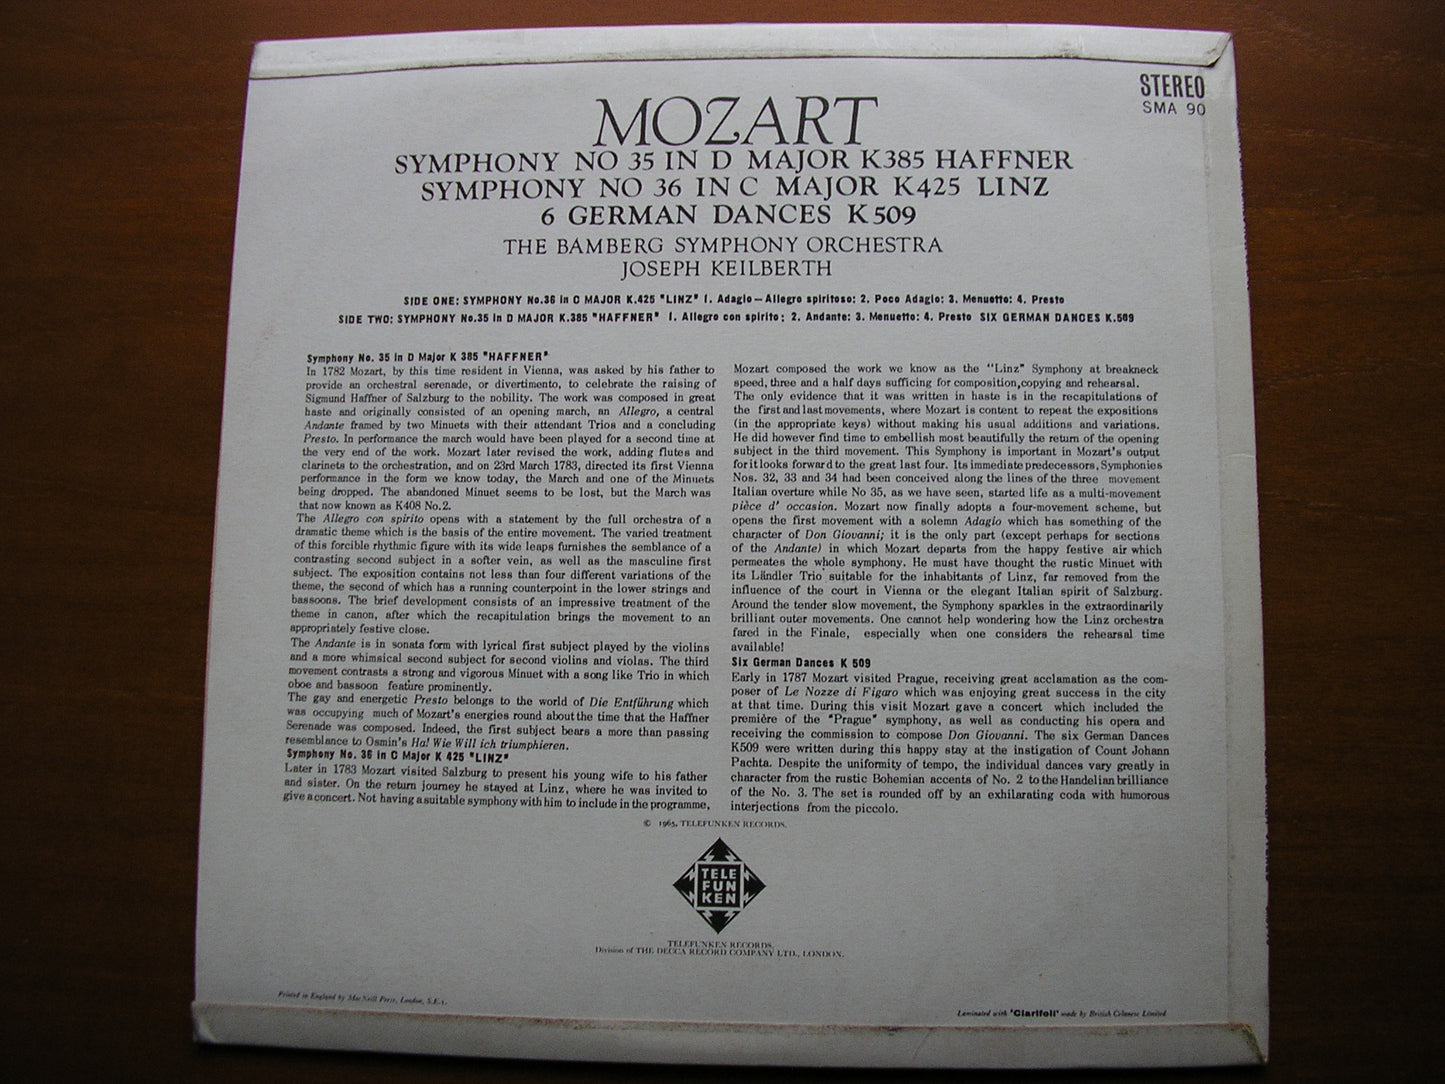 STEREO
SMA 90
MOZART
SYMPHONY NO 35 IN D MAJOR K385 HAFFNER
SYMPHONY NO 36 IN C MAJOR K425 LINZ
6 GERMAN DANCES K509
THE BAMBERG SYMPHONY ORCHESTRA
JOSEPH KEILBERTH
SIDE ONE: SYMPHONY No.36 in C MAJOR K.425 "LINZ" 1. Adagio—Allegro spiritoso: 2. Poco Adagio: 3. Menuetto: 4. Presto
SIDE TWO: SYMPHONY No.35 in D MAJOR K.385 "HAFFNER" 1. Allegro con spirito: 2. Andante: 3. Menuetto: 4. Presto SIX GERMAN DANCES K.509
Symphony No. 35 in D Major K 385 "HAFFNER"
In 1782 Mozart, by this time resident in Vienna, was asked by his father to
provide an orchestral serenade, or divertimento, to celebrate the raising of
Sigmund Haffner of Salzburg to the nobility. The work was composed in great
haste and originally consisted of an opening march, an Allegro, a central
Andante framed by two Minuets with their attendant Trios and a concluding
Presto. In performance the march would have been played for a second time at
the very end of the work. Mozart later revised the work, adding flutes and
clarinets to the orchestration, and on 23rd March 1783, directed its first Vienna
performance in the form we know today, the March and one of the Minuets
being dropped. The abandoned Minuet seems to be lost, but the March was
that now known as K408 No.2.
The Allegro con spirito opens with a statement by the full orchestra of a
dramatic theme which is the basis of the entire movement. The varied treatment
of this forcible rhythmic figure with its wide leaps furnishes the semblance of a
contrasting second subject in a softer vein, as well as the masculine first
subject. The exposition contains not less than four different variations of the
theme, the second of which has a running counterpoint in the lower strings and
bassoons. The brief development consists of an impressive treatment of the
theme in canon, after which the recapitulation brings the movement to an
appropriately festive close.
The Andante is in sonata form with lyrical first subject played by the violins
and a more whimsical second subject for second violins and violas. The third
movement contrasts a strong and vigorous Minuet with a song like Trio in which
oboe and bassoon feature prominently.
The gay and energetic Presto belongs to the world of Die Entführung which
was occupying much of Mozart's energies round about the time that the Haffner
Serenade was composed. Indeed, the first subject bears a more than passing
resemblance to Osmin's Ha! Wie Will ich triumphieren.
Symphony No. 36 in C Major K 425 "LINZ"
Later in 1783 Mozart visited Salzburg to present his young wife to his father
and sister. On the return journey he stayed at Linz, where he was invited to
give a concert. Not having a suitable symphony with him to include in the programme,
Mozart composed the work we know as the "Linz" Symphony at breakneck
speed, three and a half days sufficing for composition, copying and rehearsal.
The only evidence that it was written in haste is in the recapitulations of
the first and last movements, where Mozart is content to repeat the expositions
(in the appropriate keys) without making his usual additions and variations.
He did however find time to embellish most beautifully the return of the opening
subject in the third movement. This Symphony is important in Mozart's output
for it looks forward to the great last four. Its immediate predecessors, Symphonies
Nos. 32, 33 and 34 had been conceived along the lines of the three movement
Italian overture while No 35, as we have seen, started life as a multi-movement
pièce d' occasion. Mozart now finally adopts a four-movement scheme, but
opens the first movement with a solemn Adagio which has something of the
character of Don Giovanni; it is the only part (except perhaps for sections
of the Andante) in which Mozart departs from the happy festive air which
permeates the whole symphony. He must have thought the rustic Minuet with
its Ländler Trio suitable for the inhabitants of Linz, far removed from the
influence of the court in Vienna or the elegant Italian spirit of Salzburg.
Around the tender slow movement, the Symphony sparkles in the extraordinarily
brilliant outer movements. One cannot help wondering how the Linz orchestra
fared in the Finale, especially when one considers the rehearsal time
available!
Six German Dances K 509
Early in 1787 Mozart visited Prague, receiving great acclamation as the com-
poser of Le Nozze di Figaro which was enjoying great success in the city
at that time. During this visit Mozart gave a concert which included the
première of the "Prague" symphony, as well as conducting his opera and
receiving the commission to compose Don Giovanni. The six German Dances
K509 were written during this happy stay at the instigation of Count Johann
Pachta. Despite the uniformity of tempo, the individual dances vary greatly in
character from the rustic Bohemian accents of No. 2 to the Handelian brilliance
of the No. 3. The set is rounded off by an exhilarating coda with humorous
interjections from the piccolo.
© 1965, TELEFUNKEN RECORDS.
TELE
FUN
KEN
TELEFUNKEN RECORDS.
Division of THE DECCA RECORD COMPANY LTD., LONDON.
Printed in England by MacNeill Press, London, S.E.1.
Laminated with 'Clarifoil' made by British Celanese Limited